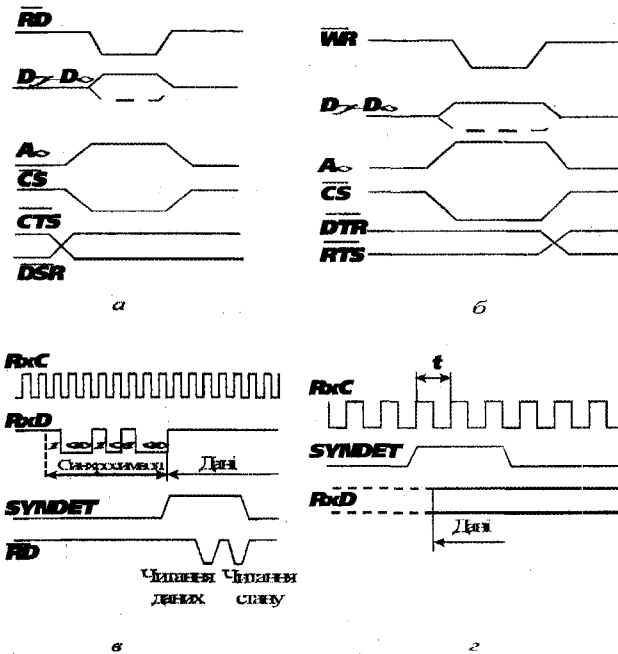 RD
D7-D0
A0
CS
CTS
DSR
а
WR
D7-D0
A0
CS
DTR
RTS
б
RxC
RxD
Синхросимвол
Дані
SYNDET
RD
Читання даних
Читання стану
в
t
RxC
SYNDET
RxD
Дані
г